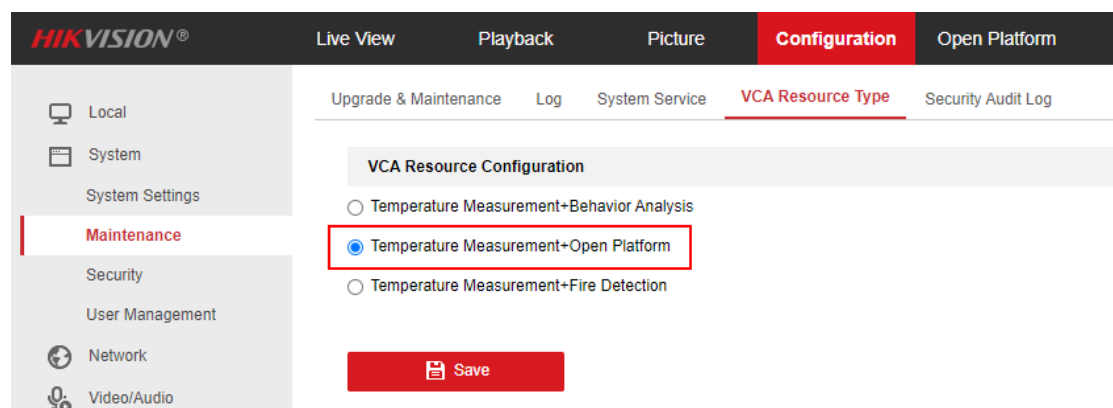 HIKVISION®
Live View Playback Picture Configuration Open Platform
Local
System
System Settings
Maintenance
Security
User Management
Network
Video/Audio
Upgrade & Maintenance Log System Service VCA Resource Type Security Audit Log
VCA Resource Configuration
Temperature Measurement+Behavior Analysis
Temperature Measurement+Open Platform
Temperature Measurement+Fire Detection
Save